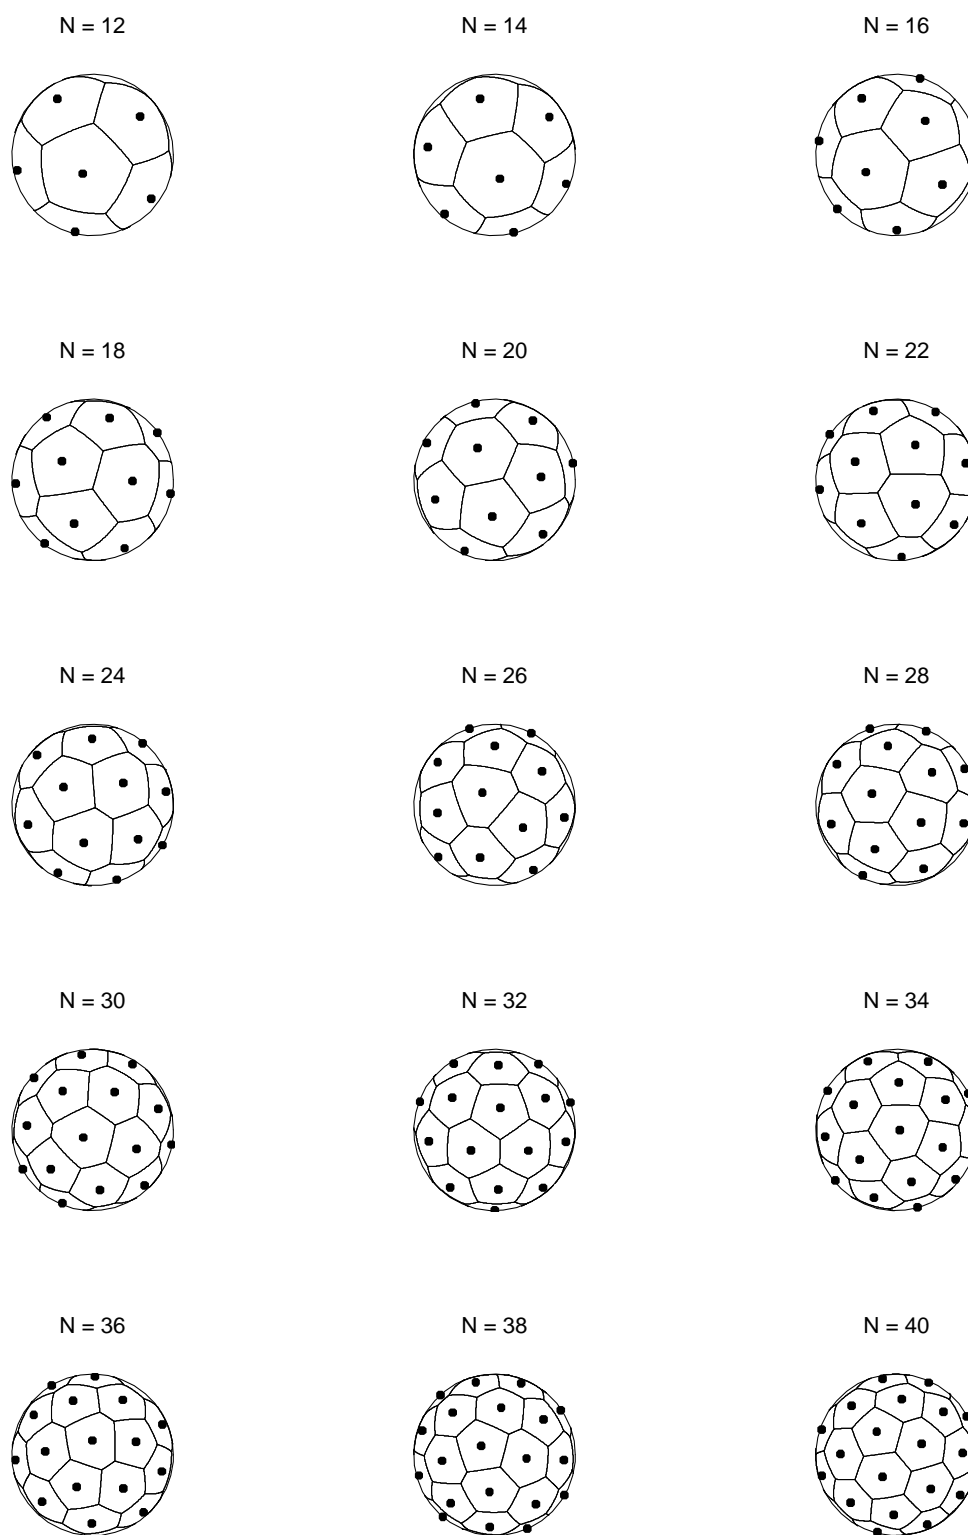 N = 12
N = 14
N = 16
N = 18
N = 20
N = 22
N = 24
N = 26
N = 28
N = 30
N = 32
N = 34
N = 36
N = 38
N = 40